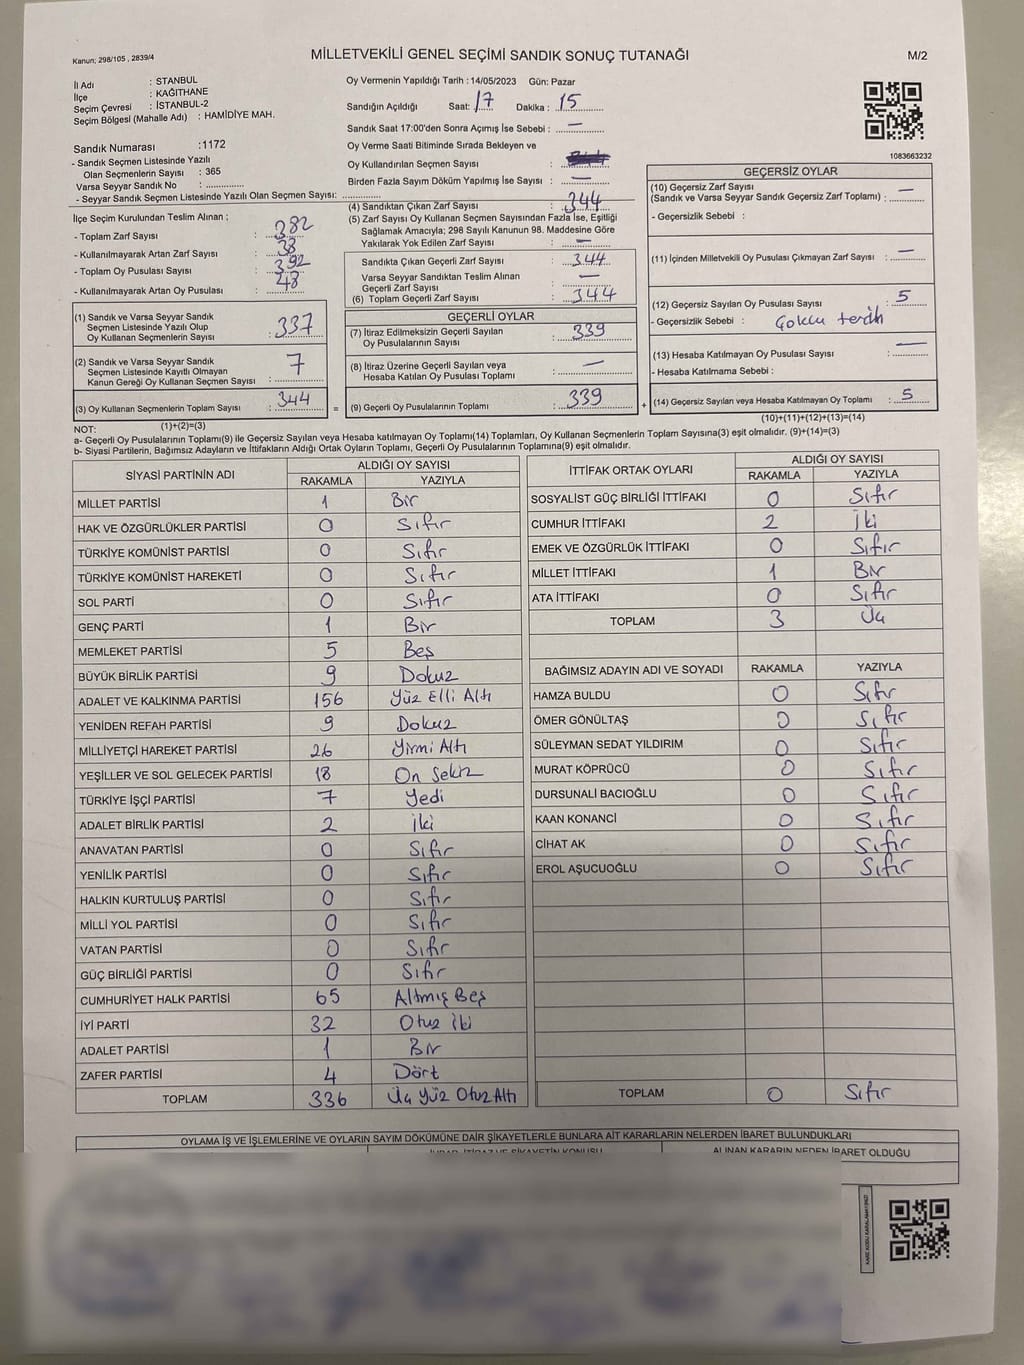 Kanun; 298/105 , 2839/4
MİLLETVEKİLİ GENEL SEÇİMİ SANDIK SONUÇ TUTANAĞI
M/2
İl Adı : STANBUL
İlçe : KAĞITHANE
Seçim Çevresi : İSTANBUL-2
Seçim Bölgesi (Mahalle Adı) : HAMİDİYE MAH.
Sandık Numarası :1172
- Sandık Seçmen Listesinde Yazılı
Olan Seçmenlerin Sayısı : 365
Varsa Seyyar Sandık No :
- Seyyar Sandık Seçmen Listesinde Yazılı Olan Seçmen Sayısı:
Oy Vermenin Yapıldığı Tarih : 14/05/2023 Gün: Pazar
Sandığın Açıldığı Saat: 17 Dakika : 15
Sandık Saat 17:00'den Sonra Açımış İse Sebebi : —
Oy Verme Saati Bitiminde Sırada Bekleyen ve
Oy Kullandırılan Seçmen Sayısı :
Birden Fazla Sayım Döküm Yapılmış İse Sayısı : —
1083663232
İlçe Seçim Kurulundan Teslim Alınan ;
- Toplam Zarf Sayısı : 382
- Kullanılmayarak Artan Zarf Sayısı : 38
- Toplam Oy Pusulası Sayısı : 392
- Kullanılmayarak Artan Oy Pusulası : 48
(1) Sandık ve Varsa Seyyar Sandık
Seçmen Listesinde Yazılı Olup
Oy Kullanan Seçmenlerin Sayısı : 337
(2) Sandık ve Varsa Seyyar Sandık
Seçmen Listesinde Kayıtlı Olmayan
Kanun Gereği Oy Kullanan Seçmen Sayısı : 7
(3) Oy Kullanan Seçmenlerin Toplam Sayısı : 344
(4) Sandıktan Çıkan Zarf Sayısı : 344
(5) Zarf Sayısı Oy Kullanan Seçmen Sayısından Fazla İse, Eşitliği
Sağlamak Amacıyla; 298 Sayılı Kanunun 98. Maddesine Göre
Yakılarak Yok Edilen Zarf Sayısı : —
Sandıkta Çıkan Geçerli Zarf Sayısı : 344
Varsa Seyyar Sandıktan Teslim Alınan
Geçerli Zarf Sayısı : —
(6) Toplam Geçerli Zarf Sayısı : 344
GEÇERLİ OYLAR
(7) İtiraz Edilmeksizin Geçerli Sayılan
Oy Pusulalarının Sayısı : 339
(8) İtiraz Üzerine Geçerli Sayılan veya
Hesaba Katılan Oy Pusulası Toplamı : —
= (9) Geçerli Oy Pusulalarının Toplamı : 339
GEÇERSİZ OYLAR
(10) Geçersiz Zarf Sayısı
(Sandık ve Varsa Seyyar Sandık Geçersiz Zarf Toplamı) : —
- Geçersizlik Sebebi :
(11) İçinden Milletvekili Oy Pusulası Çıkmayan Zarf Sayısı : —
(12) Geçersiz Sayılan Oy Pusulası Sayısı : 5
- Geçersizlik Sebebi : Çoklu tercih
(13) Hesaba Katılmayan Oy Pusulası Sayısı : —
- Hesaba Katılmama Sebebi :
+ (14) Geçersiz Sayılan veya Hesaba Katılmayan Oy Toplamı : 5
NOT: (1)+(2)=(3)
(10)+(11)+(12)+(13)=(14)
a- Geçerli Oy Pusulalarının Toplamı(9) ile Geçersiz Sayılan veya Hesaba katılmayan Oy Toplamı(14) Toplamları, Oy Kullanan Seçmenlerin Toplam Sayısına(3) eşit olmalıdır. (9)+(14)=(3)
b- Siyasi Partilerin, Bağımsız Adayların ve İttifakların Aldığı Ortak Oyların Toplamı, Geçerli Oy Pusulalarının Toplamına(9) eşit olmalıdır.
SİYASİ PARTİNİN ADI
ALDIĞI OY SAYISI
RAKAMLA YAZIYLA
MİLLET PARTİSİ 1 Bir
HAK VE ÖZGÜRLÜKLER PARTİSİ 0 Sıfır
TÜRKİYE KOMÜNİST PARTİSİ 0 Sıfır
TÜRKİYE KOMÜNİST HAREKETİ 0 Sıfır
SOL PARTİ 0 Sıfır
GENÇ PARTİ 1 Bir
MEMLEKET PARTİSİ 5 Beş
BÜYÜK BİRLİK PARTİSİ 9 Dokuz
ADALET VE KALKINMA PARTİSİ 156 Yüz Elli Altı
YENİDEN REFAH PARTİSİ 9 Dokuz
MİLLİYETÇİ HAREKET PARTİSİ 26 Yirmi Altı
YEŞİLLER VE SOL GELECEK PARTİSİ 18 On Sekiz
TÜRKİYE İŞÇİ PARTİSİ 7 Yedi
ADALET BİRLİK PARTİSİ 2 İki
ANAVATAN PARTİSİ 0 Sıfır
YENİLİK PARTİSİ 0 Sıfır
HALKIN KURTULUŞ PARTİSİ 0 Sıfır
MİLLİ YOL PARTİSİ 0 Sıfır
VATAN PARTİSİ 0 Sıfır
GÜÇ BİRLİĞİ PARTİSİ 0 Sıfır
CUMHURİYET HALK PARTİSİ 65 Altmış Beş
İYİ PARTİ 32 Otuz İki
ADALET PARTİSİ 1 Bir
ZAFER PARTİSİ 4 Dört
TOPLAM 336 Üç Yüz Otuz Altı
İTTİFAK ORTAK OYLARI
ALDIĞI OY SAYISI
RAKAMLA YAZIYLA
SOSYALİST GÜÇ BİRLİĞİ İTTİFAKI 0 Sıfır
CUMHUR İTTİFAKI 2 İki
EMEK VE ÖZGÜRLÜK İTTİFAKI 0 Sıfır
MİLLET İTTİFAKI 1 Bir
ATA İTTİFAKI 0 Sıfır
TOPLAM 3 Üç
BAĞIMSIZ ADAYIN ADI VE SOYADI RAKAMLA YAZIYLA
HAMZA BULDU 0 Sıfır
ÖMER GÖNÜLTAŞ 0 Sıfır
SÜLEYMAN SEDAT YILDIRIM 0 Sıfır
MURAT KÖPRÜCÜ 0 Sıfır
DURSUNALİ BACIOĞLU 0 Sıfır
KAAN KONANCİ 0 Sıfır
CİHAT AK 0 Sıfır
EROL AŞUCUOĞLU 0 Sıfır
TOPLAM 0 Sıfır
OYLAMA İŞ VE İŞLEMLERİNE VE OYLARIN SAYIM DÖKÜMÜNE DAİR ŞİKAYETLERLE BUNLARA AİT KARARLARIN NELERDEN İBARET BULUNDUKLARI
ALINAN KARARIN NEDEN İBARET OLDUĞU